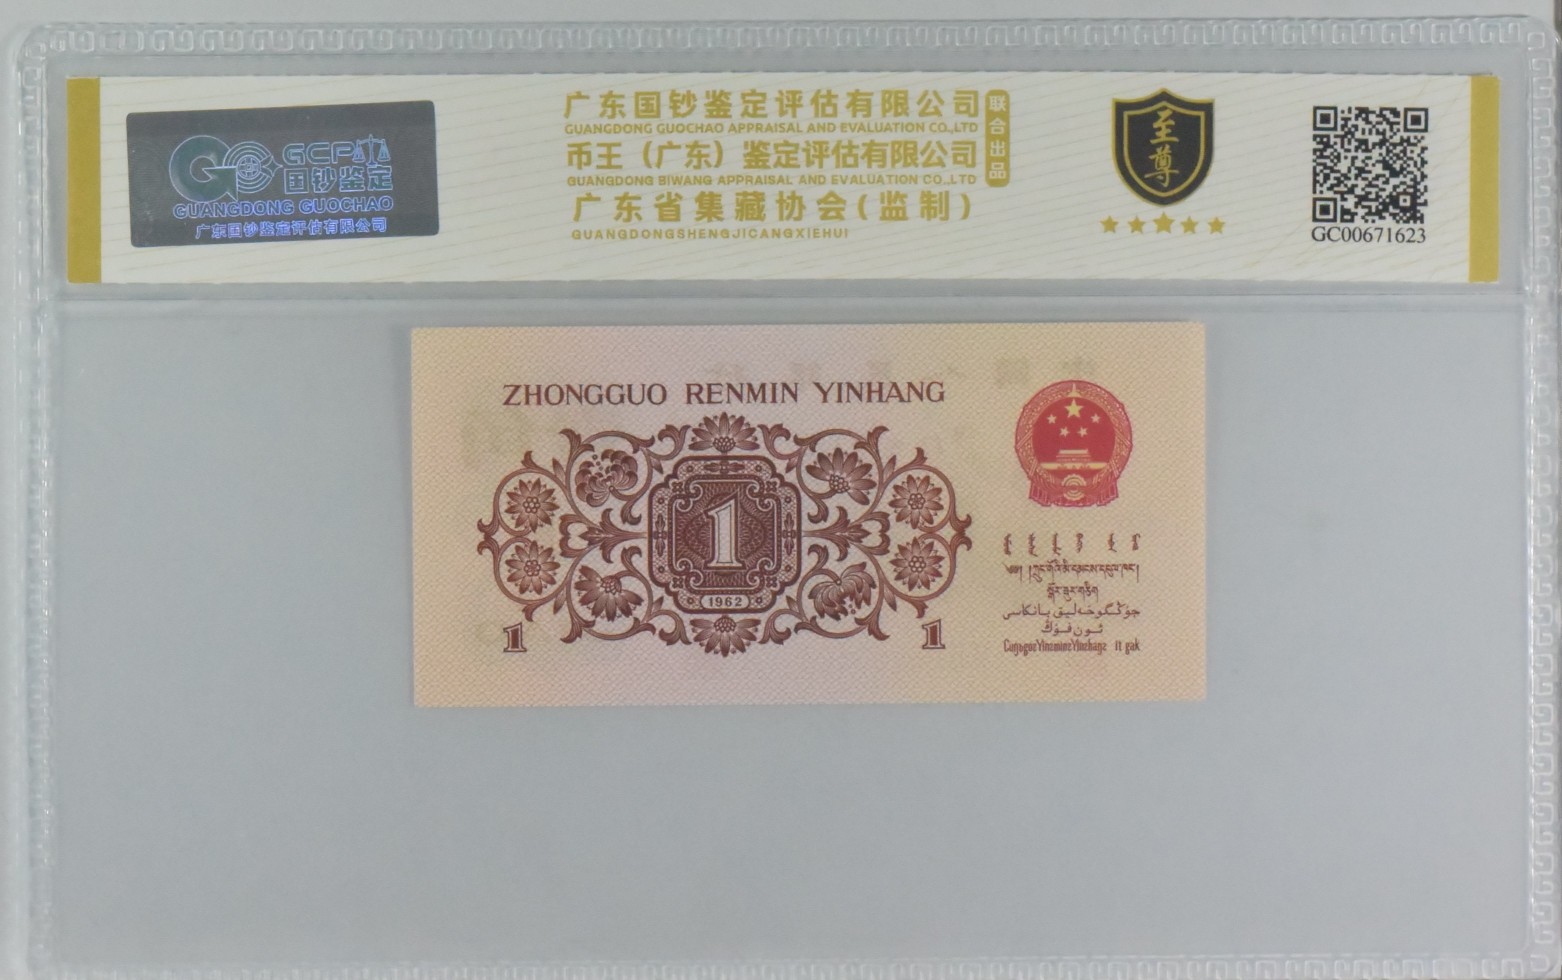 GCP
国钞鉴定
GUANGDONG GUOCHAO
广东国钞鉴定评估有限公司
广东国钞鉴定评估有限公司
GUANGDONG GUOCHAO APPRAISAL AND EVALUATION CO.,LTD
币王（广东）鉴定评估有限公司
GUANGDONG BIWANG APPRAISAL AND EVALUATION CO.,LTD
广东省集藏协会(监制)
GUANGDONGSHENGJICANGXIEHUI
联合出品
至尊
GC00671623
ZHONGGUO RENMIN YINHANG
1
1962
1
1
جۇڭگوخەلىق بانكاسى
ئون فۇڭ